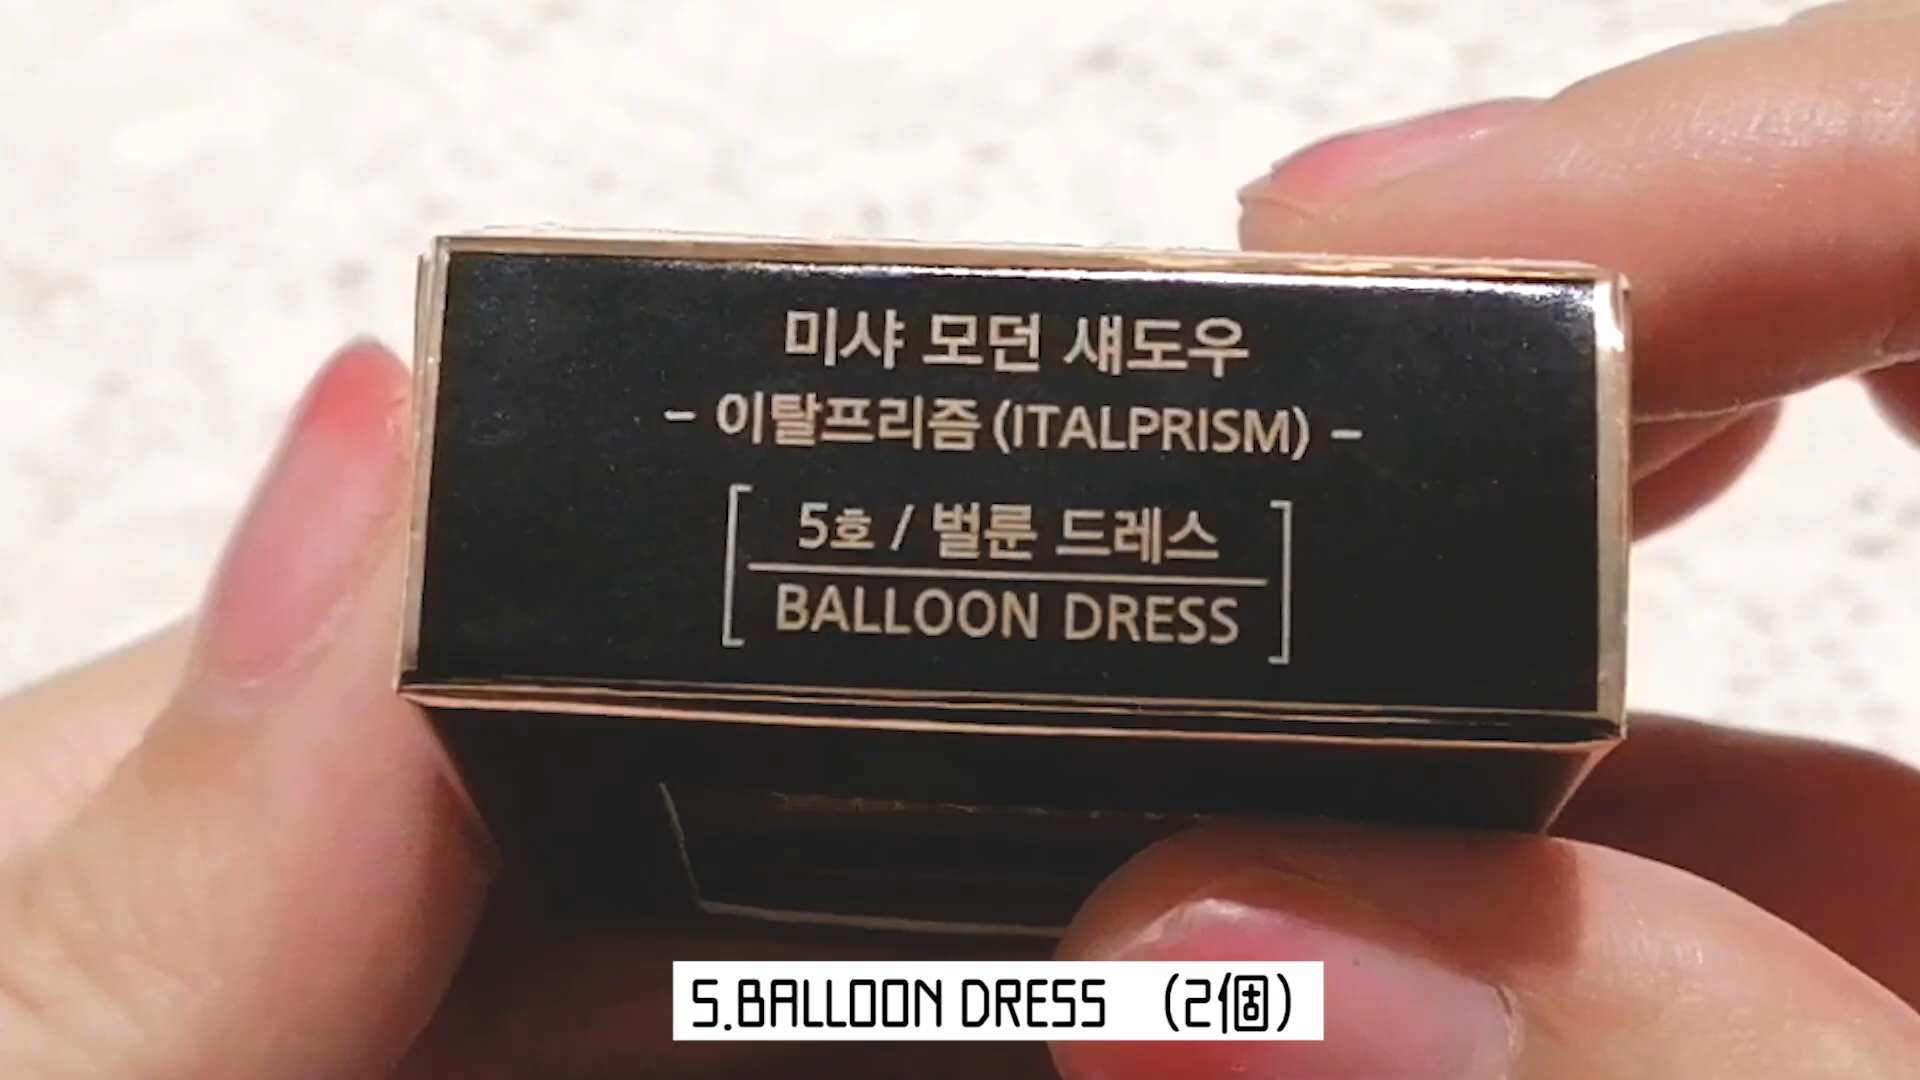 미샤 모던 섀도우
- 이탈프리즘(ITALPRISM) -
5호 / 벌룬 드레스
BALLOON DRESS
5.BALLOON DRESS (2個)